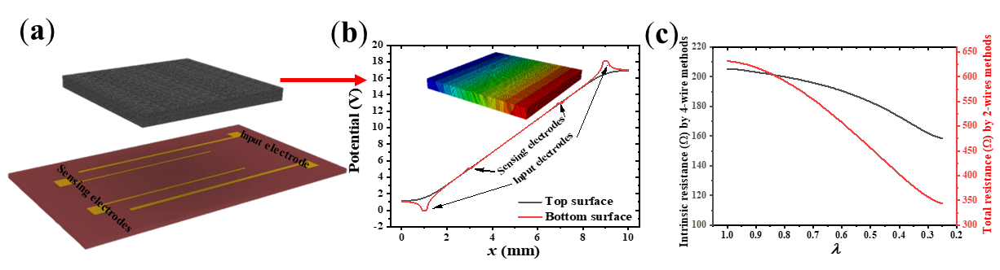 (a)
Input electrode
Sensing electrodes
(b)
Potential (V)
20
18
16
14
12
10
8
6
4
2
0
-2
Sensing electrodes
Input electrodes
Top surface
Bottom surface
0 2 4 6 8 10
x (mm)
(c)
Intrinsic resistance (Ω) by 4-wire methods
220
200
180
160
140
120
100
650
600
550
500
450
400
350
300
Total resistance (Ω) by 2-wires methods
1.0 0.9 0.8 0.7 0.6 0.5 0.4 0.3 0.2
λ